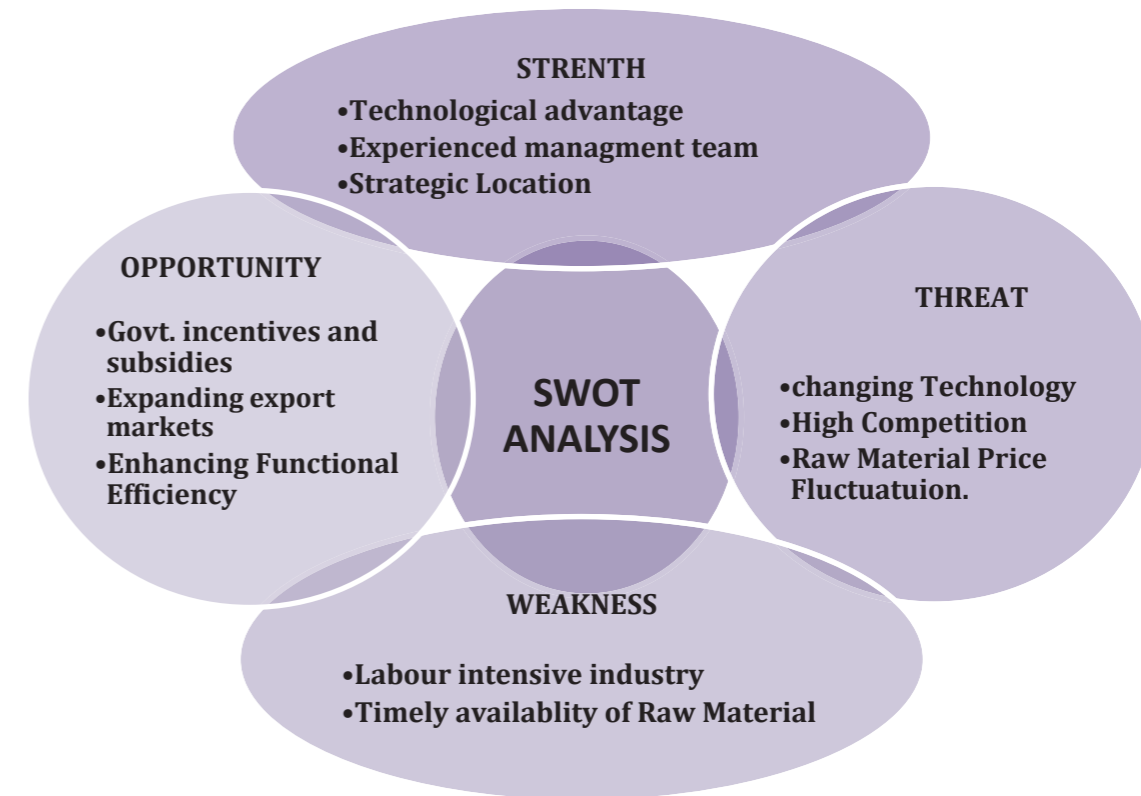 STRENTH
•Technological advantage
•Experienced managment team
•Strategic Location
OPPORTUNITY
•Govt. incentives and
subsidies
•Expanding export
markets
•Enhancing Functional
Efficiency
SWOT
ANALYSIS
THREAT
•changing Technology
•High Competition
•Raw Material Price
Fluctuatuion.
WEAKNESS
•Labour intensive industry
•Timely availablity of Raw Material